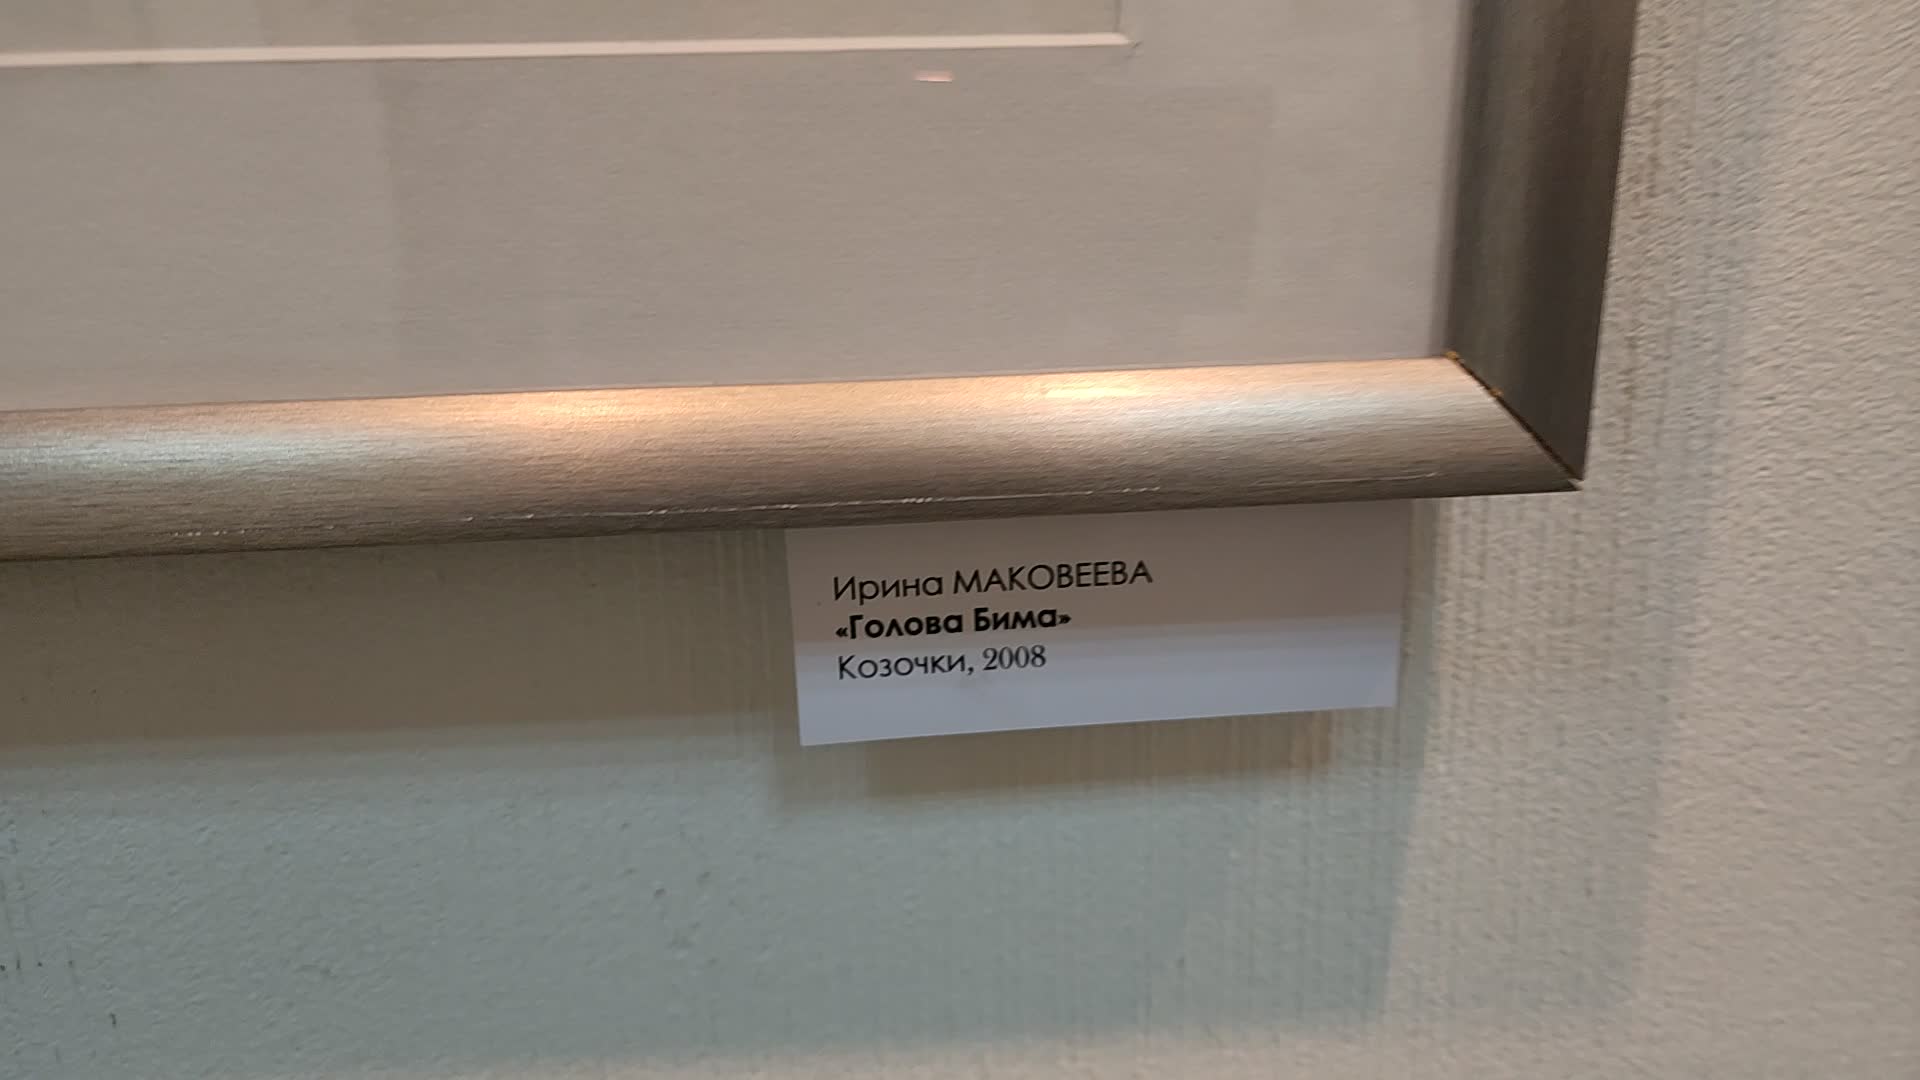 Ирина МАКОВЕЕВА
«Голова Бима»
Козочки, 2008